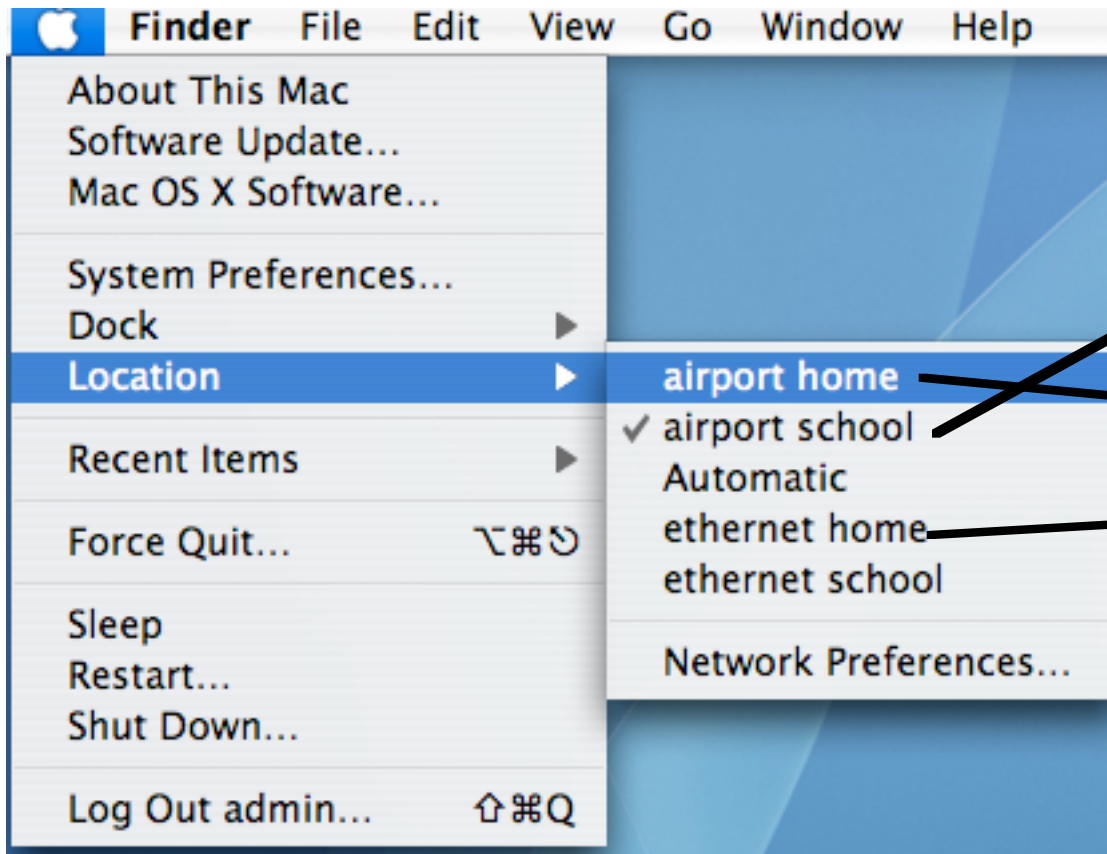 Finder File Edit View Go Window Help
About This Mac
Software Update...
Mac OS X Software...
System Preferences...
Dock
Location
Recent Items
Force Quit... ⌥⌘⎋
Sleep
Restart...
Shut Down...
Log Out admin... ⇧⌘Q
airport home
✓ airport school
Automatic
ethernet home
ethernet school
Network Preferences...